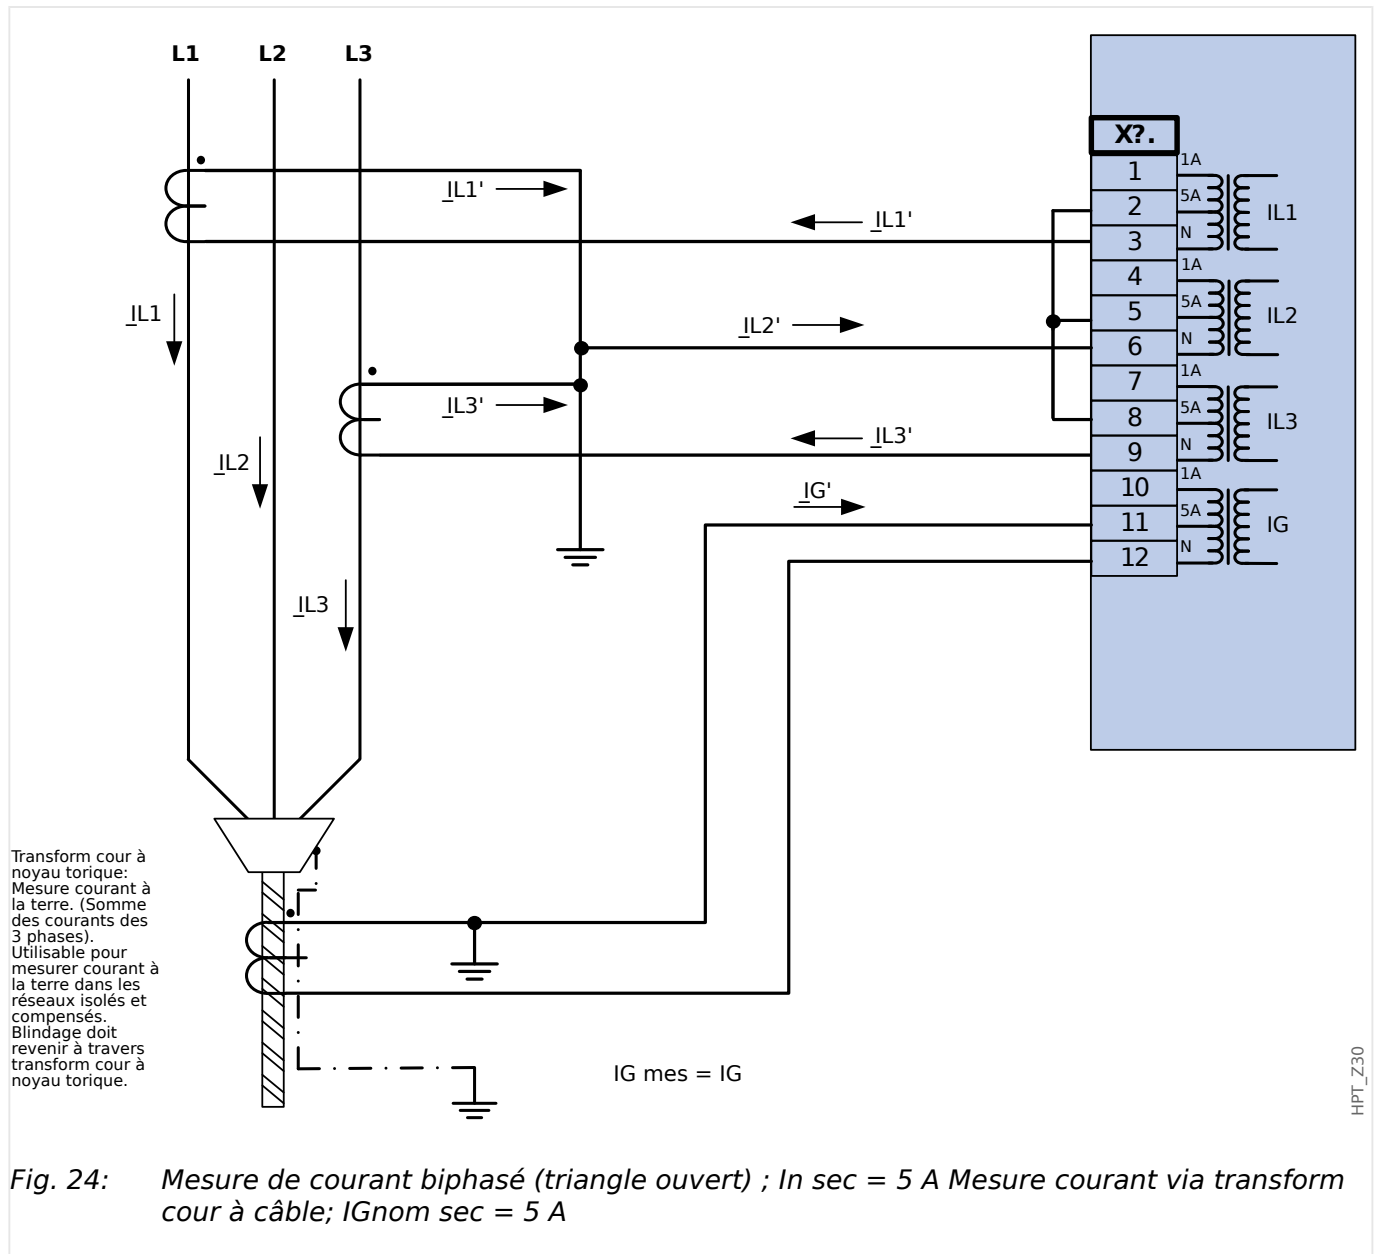 L1 L2 L3
X?.
1 1A
2 5A IL1
3 N
4 1A
5 5A IL2
6 N
7 1A
8 5A IL3
9 N
10 1A
11 5A IG
12 N
IL1'
IL1'
IL1
IL2'
IL3'
IL3'
IL2
IG'
IL3
Transform cour à
noyau torique:
Mesure courant à
la terre. (Somme
des courants des
3 phases).
Utilisable pour
mesurer courant à
la terre dans les
réseaux isolés et
compensés.
Blindage doit
revenir à travers
transform cour à
noyau torique.
IG mes = IG
HPT_Z30
Fig. 24: Mesure de courant biphasé (triangle ouvert) ; In sec = 5 A Mesure courant via transform
cour à câble; IGnom sec = 5 A